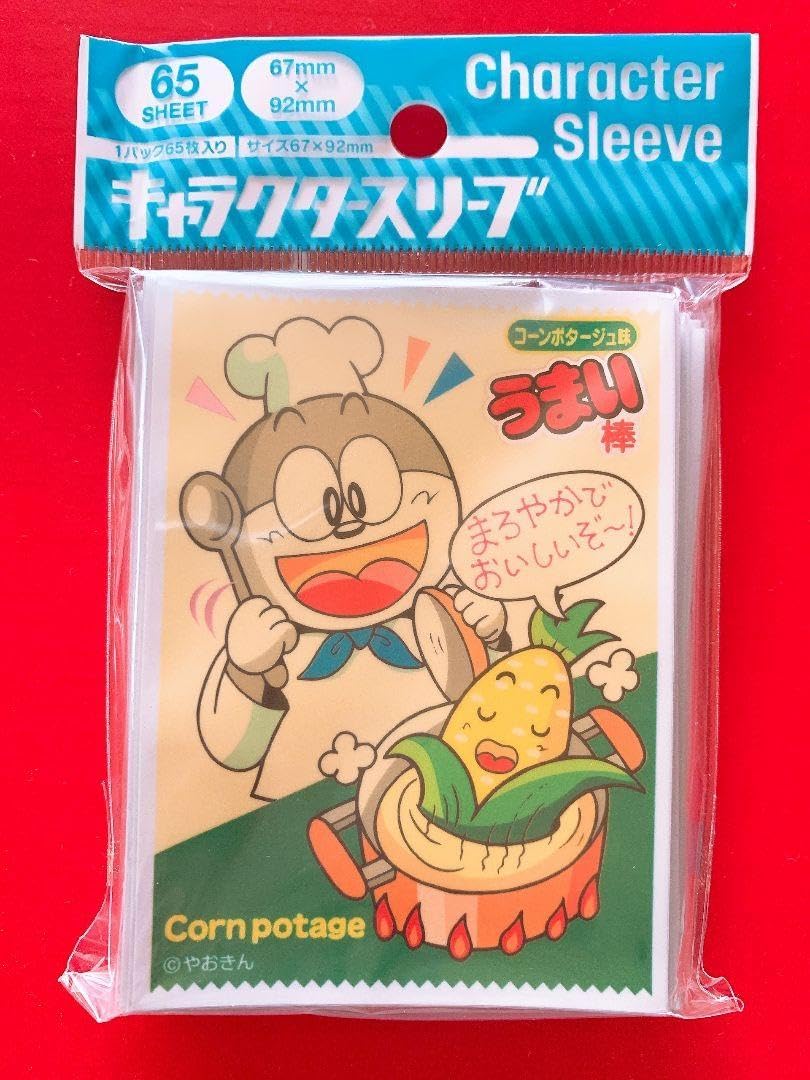 65
SHEET
67mm
×
92mm
Character
Sleeve
1パック65枚入り
サイズ67×92mm
キャラクタースリーブ
コーンポタージュ味
うまい
棒
まろやかで
おいしいぞ〜!
Corn potage
©やおきん